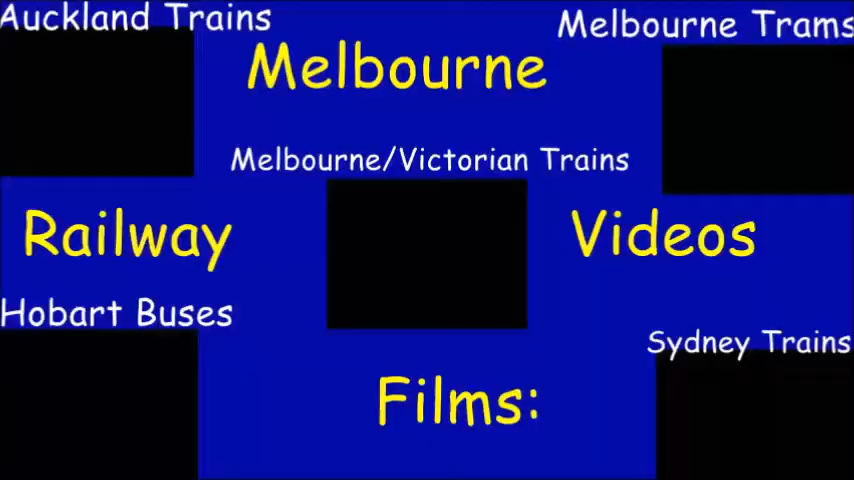 Auckland Trains
Melbourne Trams
Melbourne
Melbourne/Victorian Trains
Railway
Videos
Hobart Buses
Sydney Trains
Films: